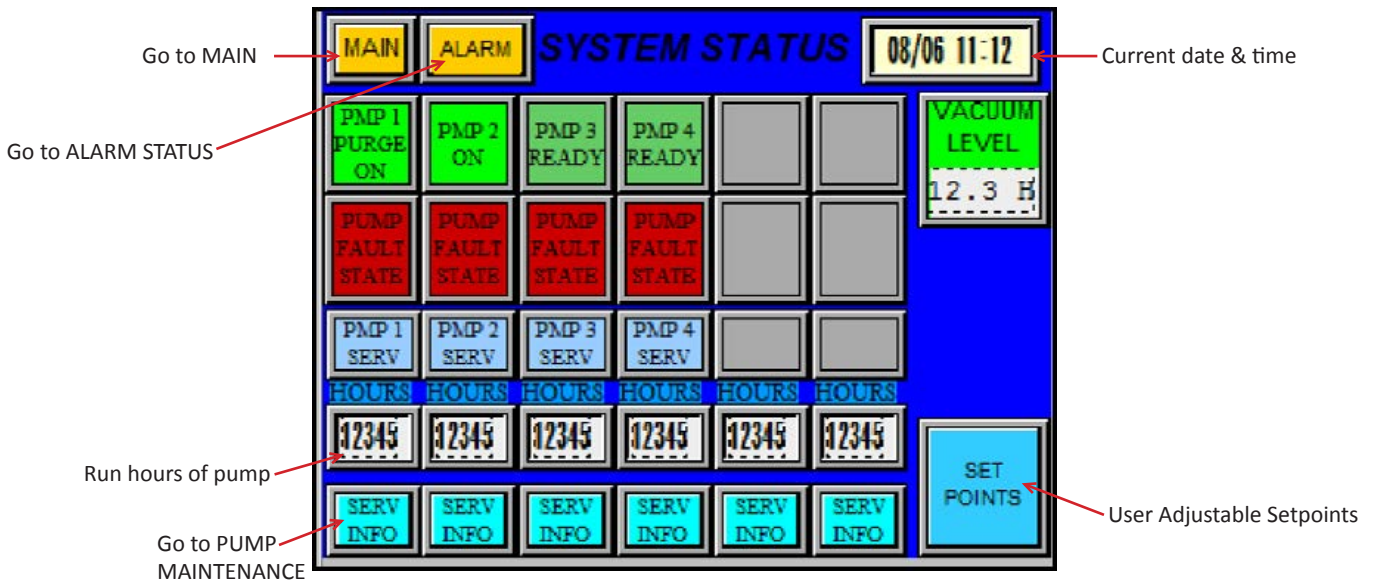 MAIN ALARM SYSTEM STATUS 08/06 11:12
Go to MAIN
Current date & time
Go to ALARM STATUS
PMP 1 PURGE ON
PMP 2 ON
PMP 3 READY
PMP 4 READY
VACUUM LEVEL
12.3 H
PUMP FAULT STATE
PUMP FAULT STATE
PUMP FAULT STATE
PUMP FAULT STATE
PMP 1 SERV
PMP 2 SERV
PMP 3 SERV
PMP 4 SERV
HOURS HOURS HOURS HOURS HOURS HOURS
12345 12345 12345 12345 12345 12345
Run hours of pump
SET POINTS
User Adjustable Setpoints
SERV INFO
SERV INFO
SERV INFO
SERV INFO
SERV INFO
SERV INFO
Go to PUMP
MAINTENANCE